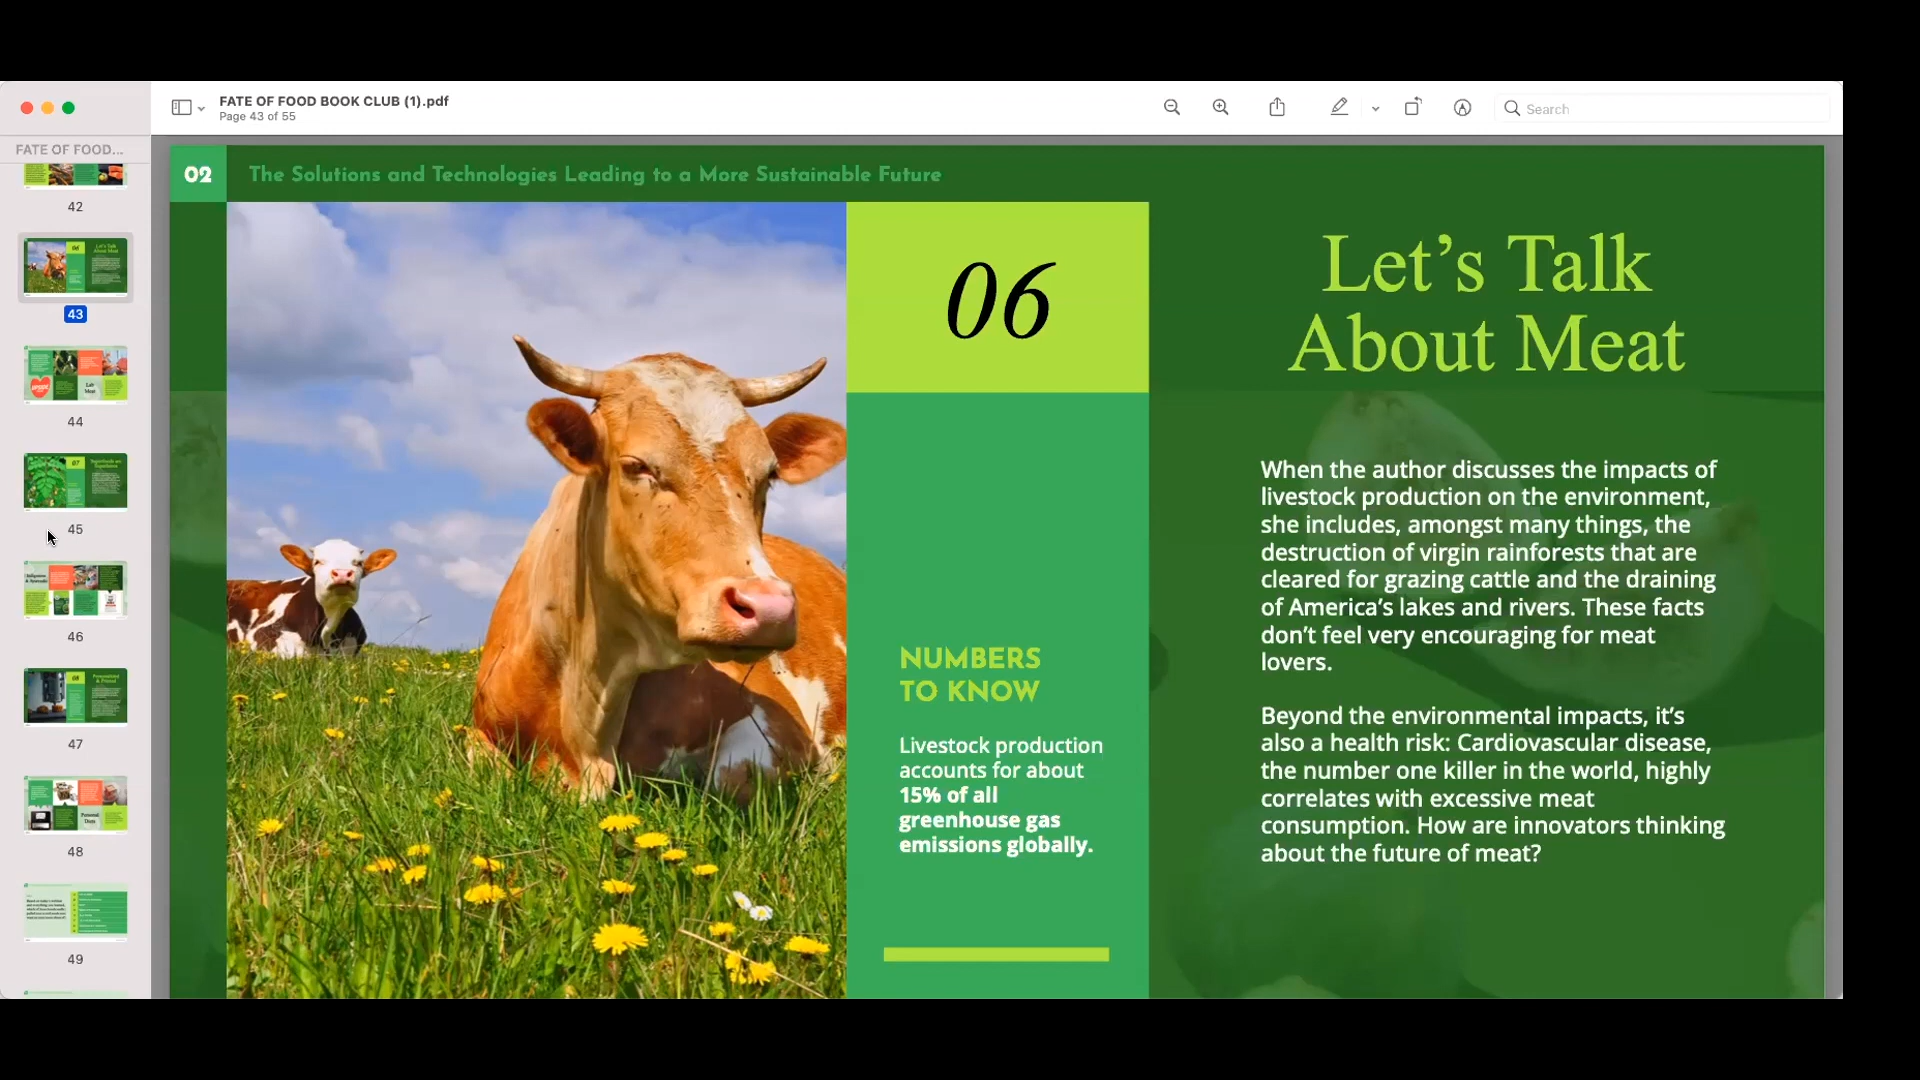 FATE OF FOOD BOOK CLUB (1).pdf
Page 43 of 55
Search
FATE OF FOOD...
42
43
44
45
46
47
48
49
02
The Solutions and Technologies Leading to a More Sustainable Future
06
NUMBERS
TO KNOW
Livestock production
accounts for about
15% of all
greenhouse gas
emissions globally.
Let's Talk
About Meat
When the author discusses the impacts of
livestock production on the environment,
she includes, amongst many things, the
destruction of virgin rainforests that are
cleared for grazing cattle and the draining
of America's lakes and rivers. These facts
don't feel very encouraging for meat
lovers.
Beyond the environmental impacts, it's
also a health risk: Cardiovascular disease,
the number one killer in the world, highly
correlates with excessive meat
consumption. How are innovators thinking
about the future of meat?